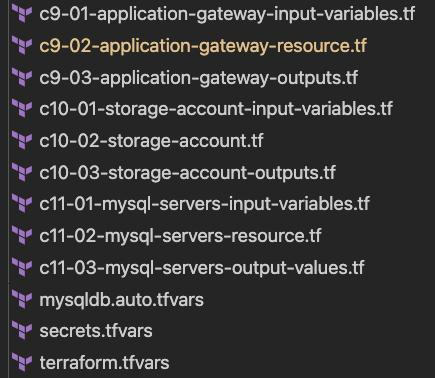 c9-01-application-gateway-input-variables.tf
c9-02-application-gateway-resource.tf
c9-03-application-gateway-outputs.tf
c10-01-storage-account-input-variables.tf
c10-02-storage-account.tf
c10-03-storage-account-outputs.tf
c11-01-mysql-servers-input-variables.tf
c11-02-mysql-servers-resource.tf
c11-03-mysql-servers-output-values.tf
mysqldb.auto.tfvars
secrets.tfvars
terraform.tfvars